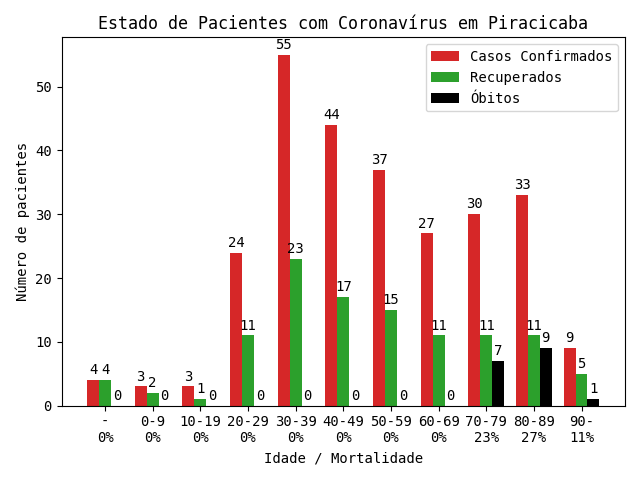 Estado de Pacientes com Coronavírus em Piracicaba
Casos Confirmados
Recuperados
Óbitos
Número de pacientes
50
40
30
20
10
0
4 4 0
3 2 0
3 1 0
24 11 0
55 23 0
44 17 0
37 15 0
27 11 0
30 11 7
33 11 9
9 5 1
- 0-9 10-19 20-29 30-39 40-49 50-59 60-69 70-79 80-89 90-
0% 0% 0% 0% 0% 0% 0% 0% 23% 27% 11%
Idade / Mortalidade